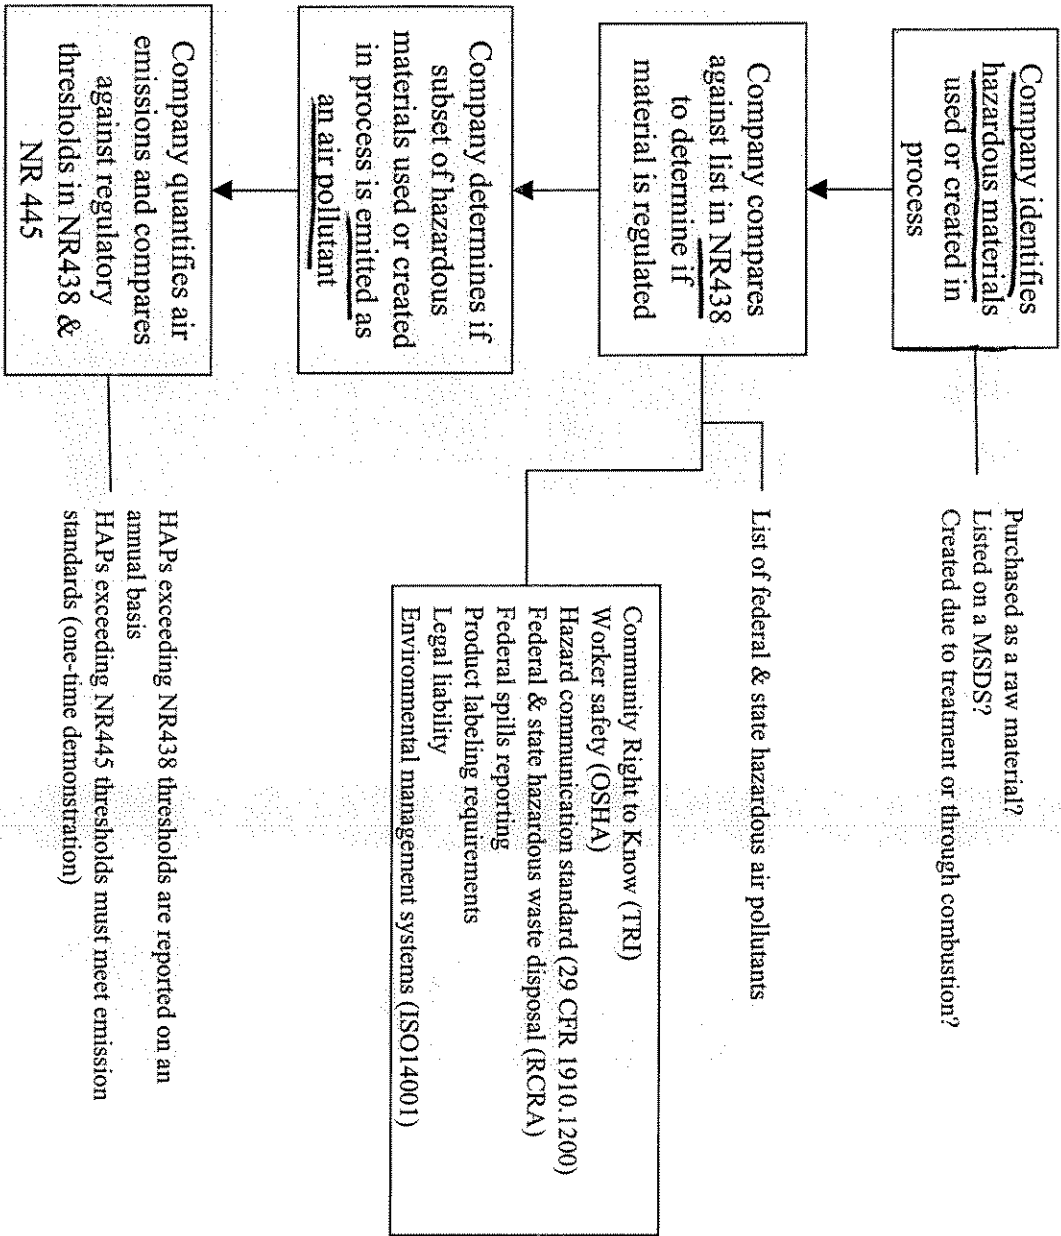 Company identifies
hazardous materials
used or created in
process
Purchased as a raw material?
Listed on a MSDS?
Created due to treatment or through combustion?
Company compares
against list in NR438
to determine if
material is regulated
List of federal & state hazardous air pollutants
Community Right to Know (TRI)
Worker safety (OSHA)
Hazard communication standard (29 CFR 1910.1200)
Federal & state hazardous waste disposal (RCRA)
Federal spills reporting
Product labeling requirements
Legal liability
Environmental management systems (ISO14001)
Company determines if
subset of hazardous
materials used or created
in process is emitted as
an air pollutant
Company quantifies air
emissions and compares
against regulatory
thresholds in NR438 &
NR 445
HAPs exceeding NR438 thresholds are reported on an
annual basis
HAPs exceeding NR445 thresholds must meet emission
standards (one-time demonstration)